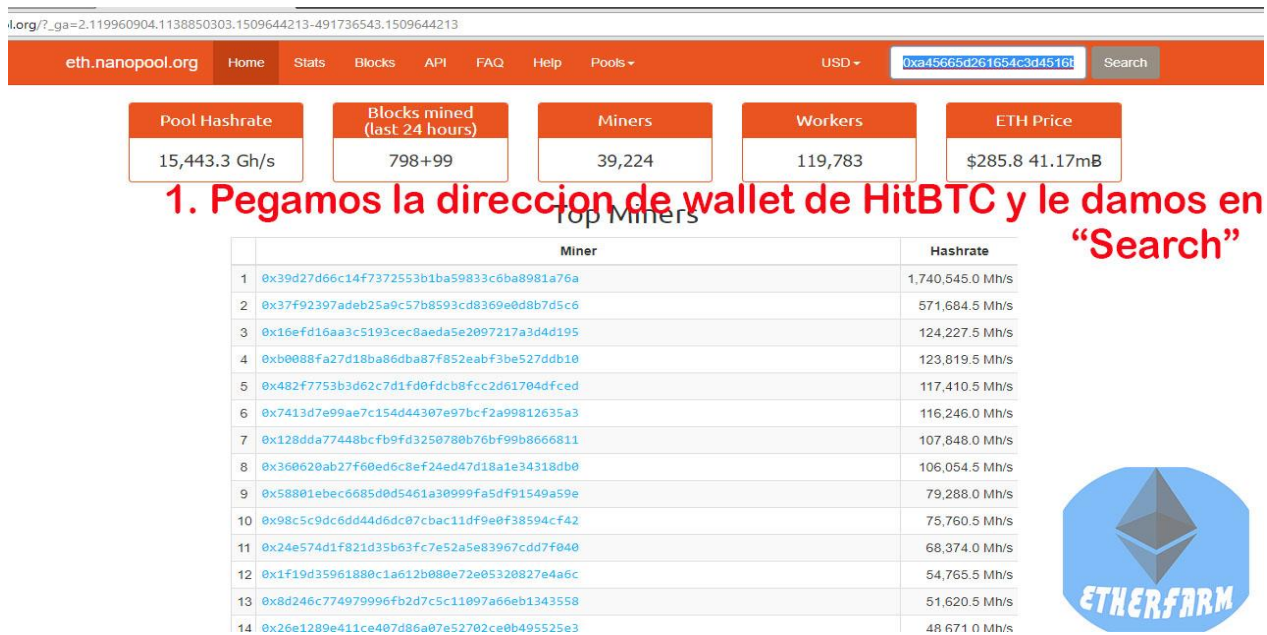 l.org/?_ga=2.119960904.1138850303.1509644213-491736543.1509644213
eth.nanopool.org Home Stats Blocks API FAQ Help Pools USD 0xa45665d261654c3d4516b Search
Pool Hashrate
15,443.3 Gh/s
Blocks mined
(last 24 hours)
798+99
Miners
39,224
Workers
119,783
ETH Price
$285.8 41.17mɃ
1. Pegamos la direccion de wallet de HitBTC y le damos en
“Search”
Top Miners
Miner Hashrate
1 0x39d27d66c14f7372553b1ba59833c6ba8981a76a 1,740,545.0 Mh/s
2 0x37f92397adeb25a9c57b8593cd8369e0d8b7d5c6 571,684.5 Mh/s
3 0x16efd16aa3c5193cec8aeda5e2097217a3d4d195 124,227.5 Mh/s
4 0xb0088fa27d18ba86dba87f852eabf3be527ddb10 123,819.5 Mh/s
5 0x482f7753b3d62c7d1fd0fdcb8fcc2d61704dfced 117,410.5 Mh/s
6 0x7413d7e99ae7c154d44307e97bcf2a99812635a3 116,246.0 Mh/s
7 0x128dda77448bcfb9fd3250780b76bf99b8666811 107,848.0 Mh/s
8 0x360620ab27f60ed6c8ef24ed47d18a1e34318db0 106,054.5 Mh/s
9 0x58801ebec6685d0d5461a30999fa5df91549a59e 79,288.0 Mh/s
10 0x98c5c9dc6dd44d6dc07cbac11df9e0f38594cf42 75,760.5 Mh/s
11 0x24e574d1f821d35b63fc7e52a5e83967cdd7f040 68,374.0 Mh/s
12 0x1f19d35961880c1a612b080e72e05320827e4a6c 54,765.5 Mh/s
13 0x8d246c774979996fb2d7c5c11097a66eb1343558 51,620.5 Mh/s
14 0x26e1289e411ce407d86a07e52702ce0b495525e3 48,671.0 Mh/s
ETHERFARM